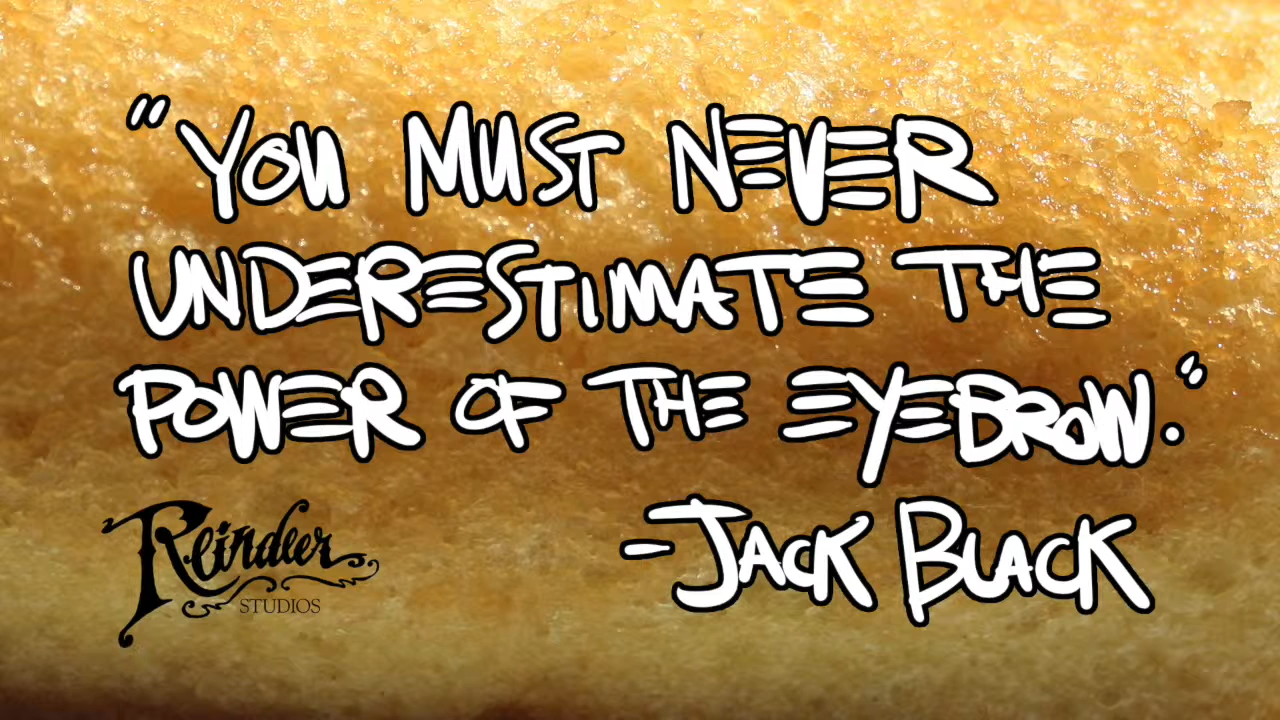 "YOU MUST NEVER
UNDERESTIMATE THE
POWER OF THE EYEBROW."
-JACK BLACK
Reindeer
STUDIOS